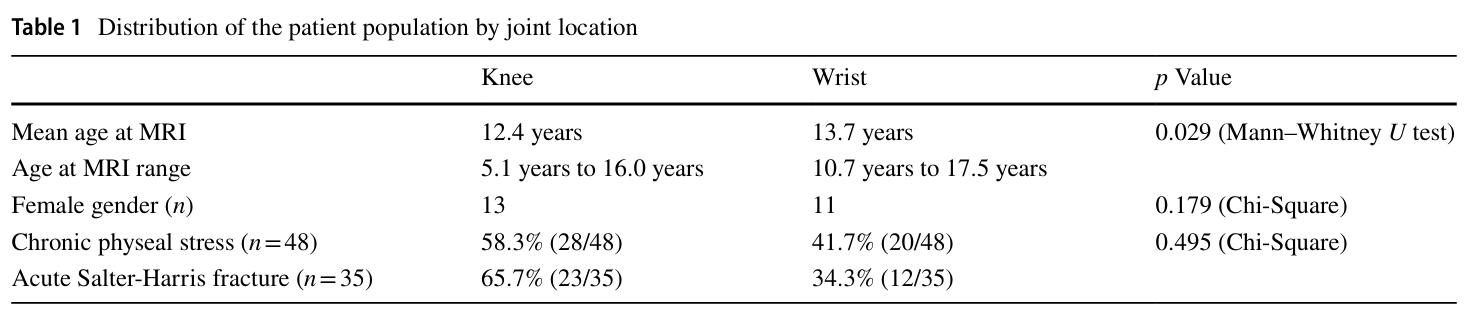 Table 1 Distribution of the patient population by joint location
Knee Wrist p Value
Mean age at MRI 12.4 years 13.7 years 0.029 (Mann–Whitney U test)
Age at MRI range 5.1 years to 16.0 years 10.7 years to 17.5 years
Female gender (n) 13 11 0.179 (Chi-Square)
Chronic physeal stress (n=48) 58.3% (28/48) 41.7% (20/48) 0.495 (Chi-Square)
Acute Salter-Harris fracture (n=35) 65.7% (23/35) 34.3% (12/35)